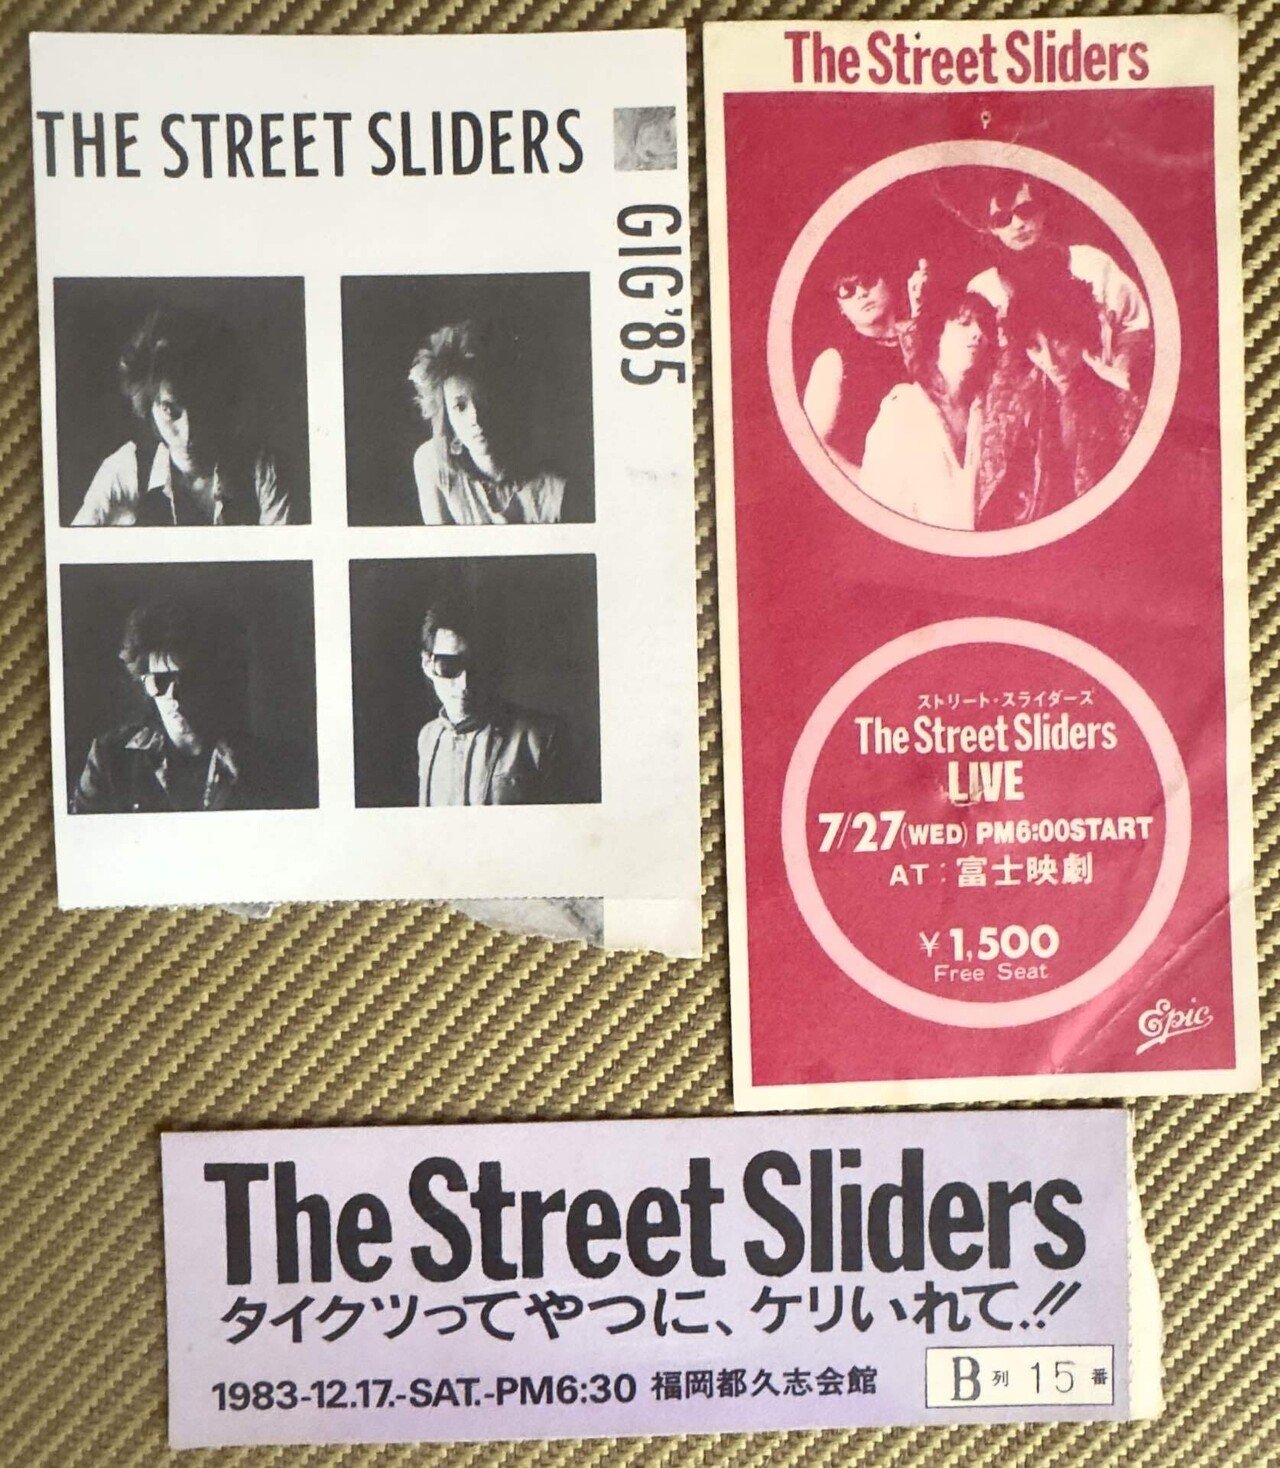 THE STREET SLIDERS
GIG'85
The Street Sliders
ストリート・スライダーズ
The Street Sliders
LIVE
7/27(WED) PM6:00START
AT:富士映劇
¥1,500
Free Seat
Epic
The Street Sliders
タイクツってやつに、ケリいれて.!!
1983-12.17.-SAT.-PM6:30 福岡都久志会館
B列 15番